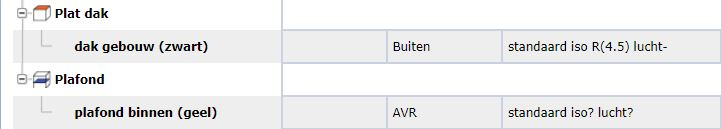 Plat dak
dak gebouw (zwart) Buiten standaard iso R(4.5) lucht-
Plafond
plafond binnen (geel) AVR standaard iso? lucht?